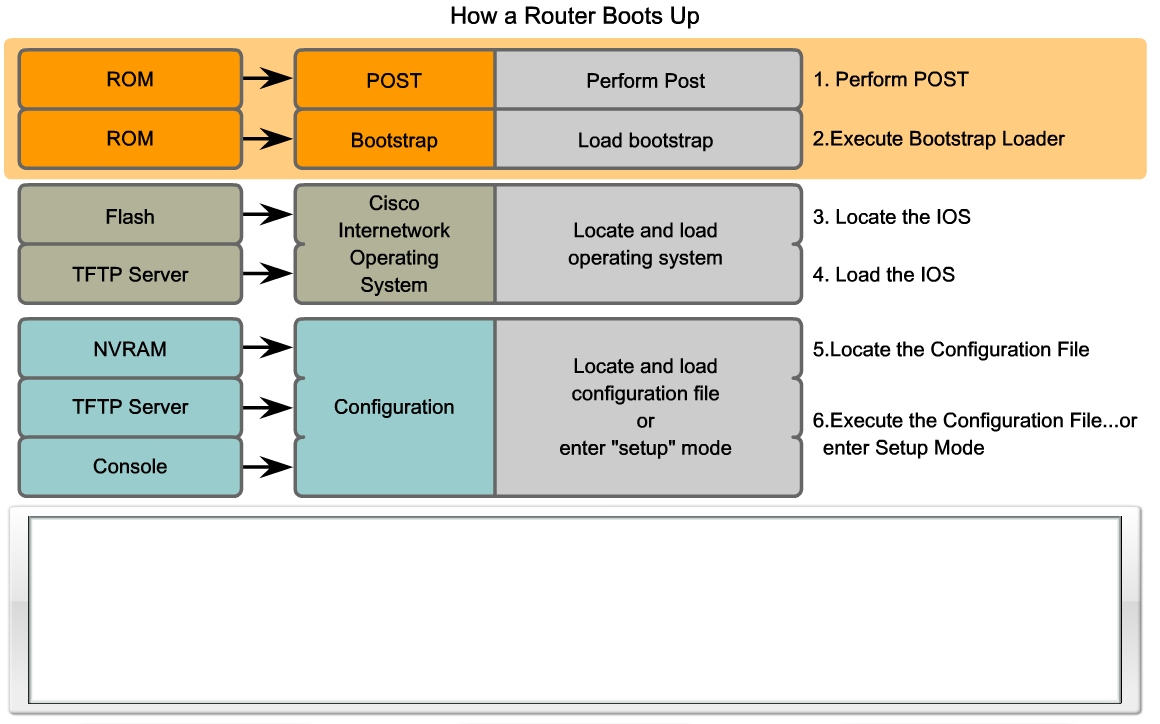 How a Router Boots Up
ROM
POST
Perform Post
1. Perform POST
ROM
Bootstrap
Load bootstrap
2.Execute Bootstrap Loader
Flash
TFTP Server
Cisco
Internetwork
Operating
System
Locate and load
operating system
3. Locate the IOS
4. Load the IOS
NVRAM
TFTP Server
Console
Configuration
Locate and load
configuration file
or
enter "setup" mode
5.Locate the Configuration File
6.Execute the Configuration File...or
enter Setup Mode